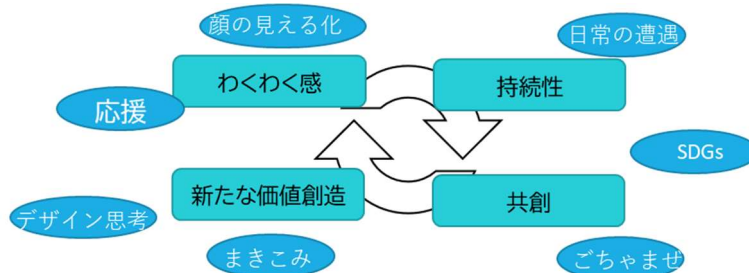 顔の見える化
日常の遭遇
わくわく感
持続性
応援
SDGs
新たな価値創造
共創
デザイン思考
まきこみ
ごちゃまぜ